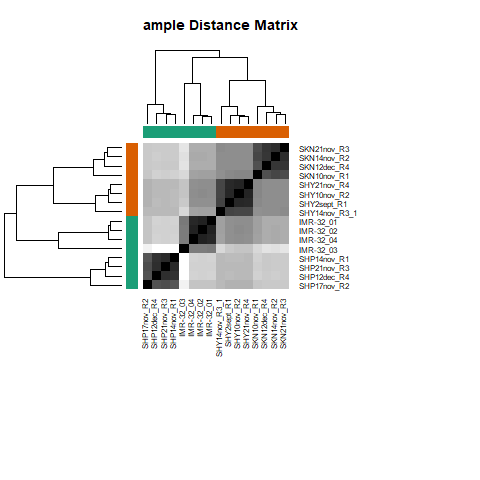 ample Distance Matrix
SKN21nov_R3
SKN14nov_R2
SKN12dec_R4
SKN10nov_R1
SHY21nov_R4
SHY10nov_R2
SHY2sept_R1
SHY14nov_R3_1
IMR-32_01
IMR-32_02
IMR-32_04
IMR-32_03
SHP14nov_R1
SHP21nov_R3
SHP12dec_R4
SHP17nov_R2
SHP17nov_R2
SHP12dec_R4
SHP21nov_R3
SHP14nov_R1
IMR-32_03
IMR-32_04
IMR-32_02
IMR-32_01
SHY14nov_R3_1
SHY2sept_R1
SHY10nov_R2
SHY21nov_R4
SKN10nov_R1
SKN12dec_R4
SKN14nov_R2
SKN21nov_R3